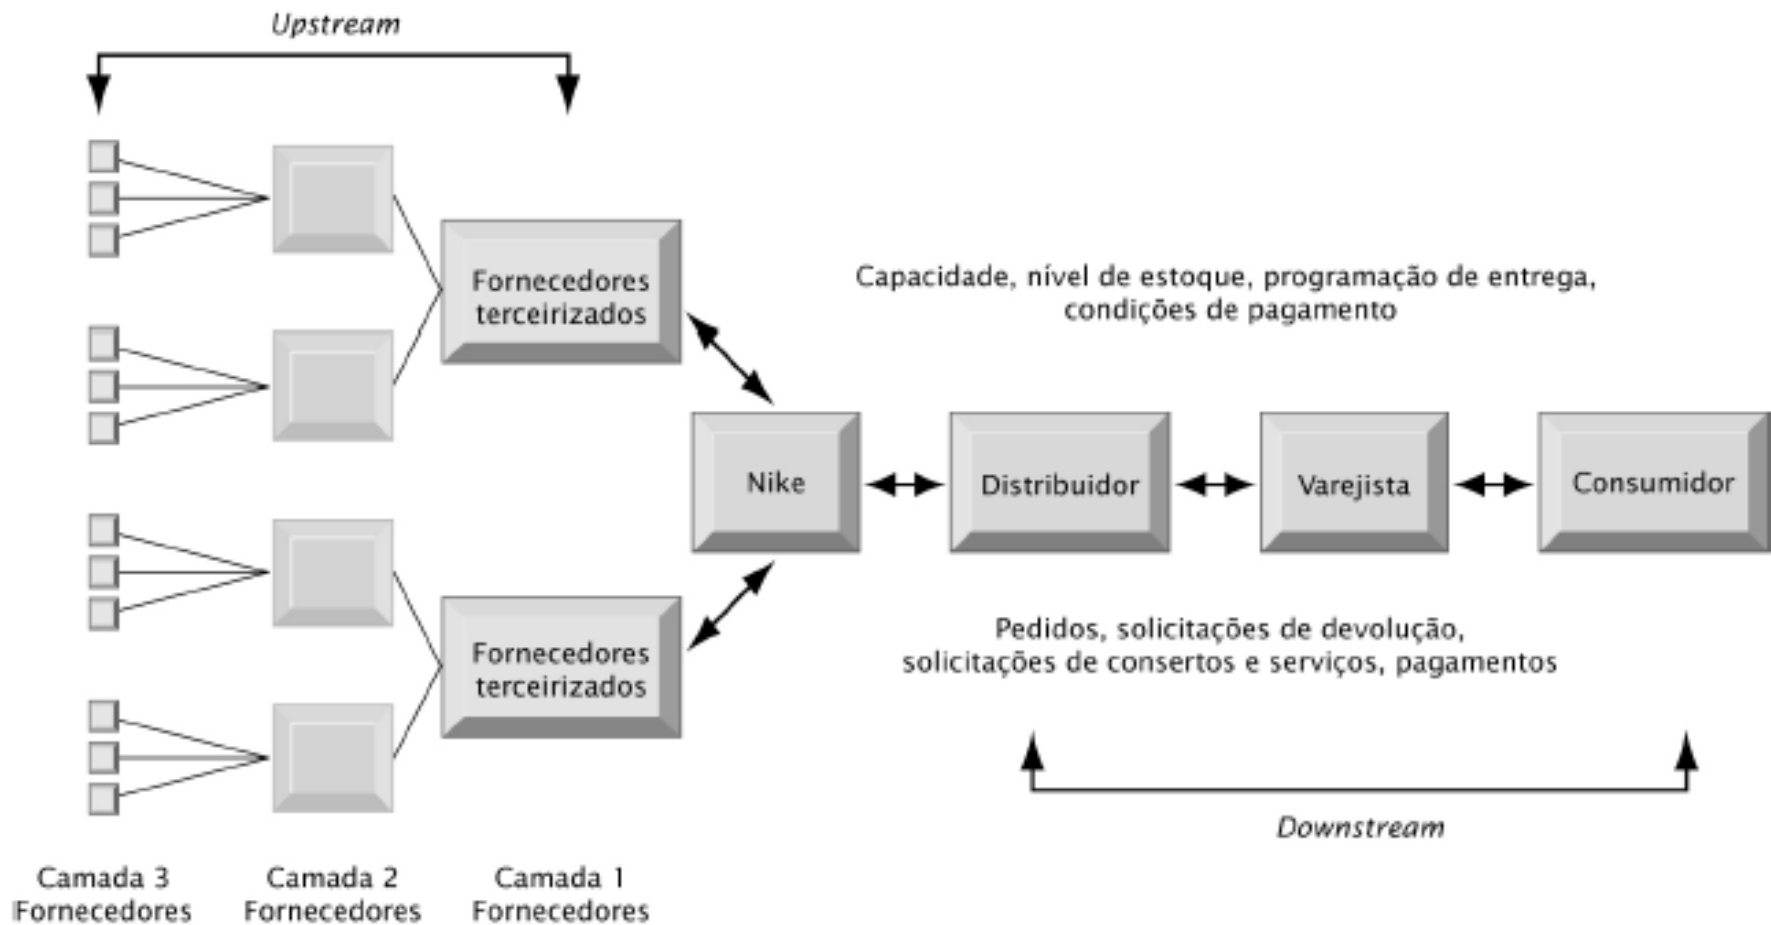 Upstream
Fornecedores
terceirizados
Capacidade, nível de estoque, programação de entrega,
condições de pagamento
Nike
Distribuidor
Varejista
Consumidor
Fornecedores
terceirizados
Pedidos, solicitações de devolução,
solicitações de consertos e serviços, pagamentos
Downstream
Camada 3
Fornecedores
Camada 2
Fornecedores
Camada 1
Fornecedores